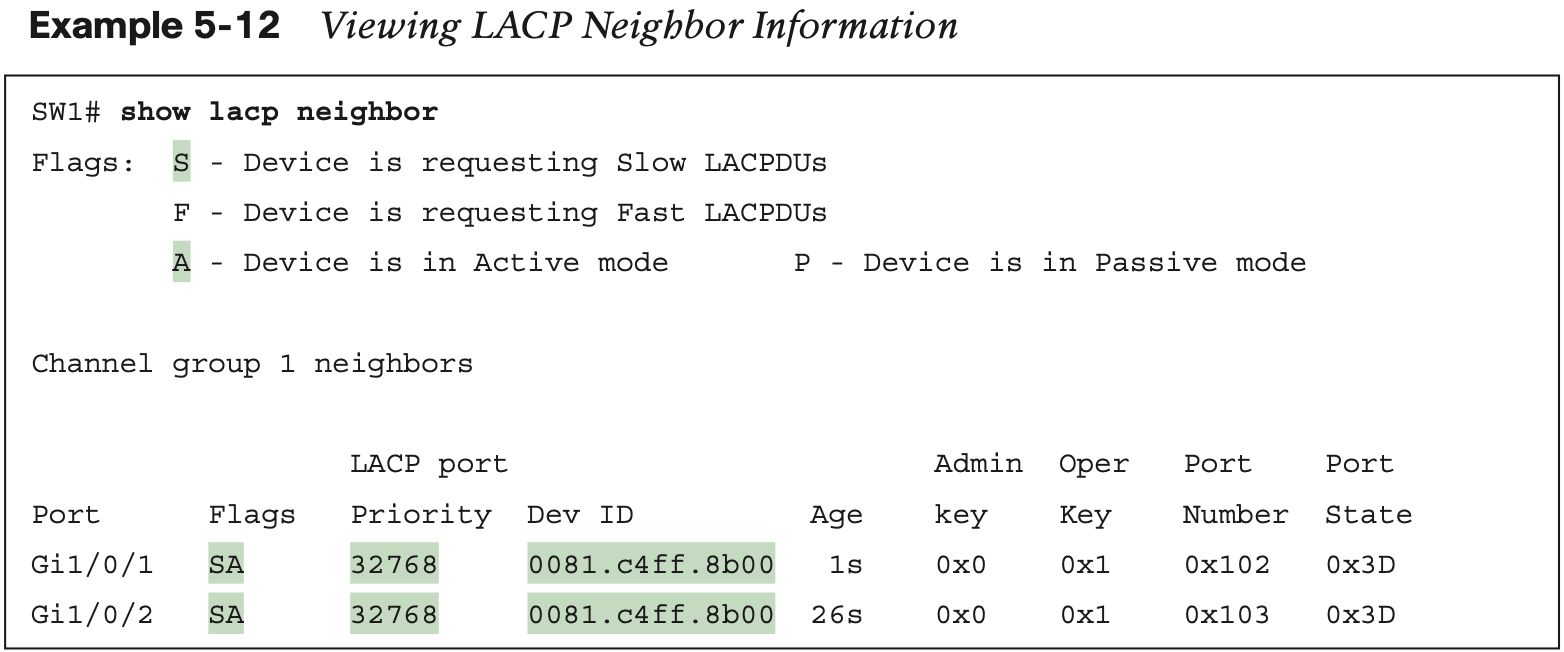 Example 5-12 Viewing LACP Neighbor Information
SW1# show lacp neighbor
Flags:  S - Device is requesting Slow LACPDUs
        F - Device is requesting Fast LACPDUs
        A - Device is in Active mode       P - Device is in Passive mode
Channel group 1 neighbors
                  LACP port                        Admin  Oper   Port    Port
Port      Flags   Priority  Dev ID          Age    key    Key    Number  State
Gi1/0/1   SA      32768     0081.c4ff.8b00   1s    0x0    0x1    0x102   0x3D
Gi1/0/2   SA      32768     0081.c4ff.8b00  26s    0x0    0x1    0x103   0x3D